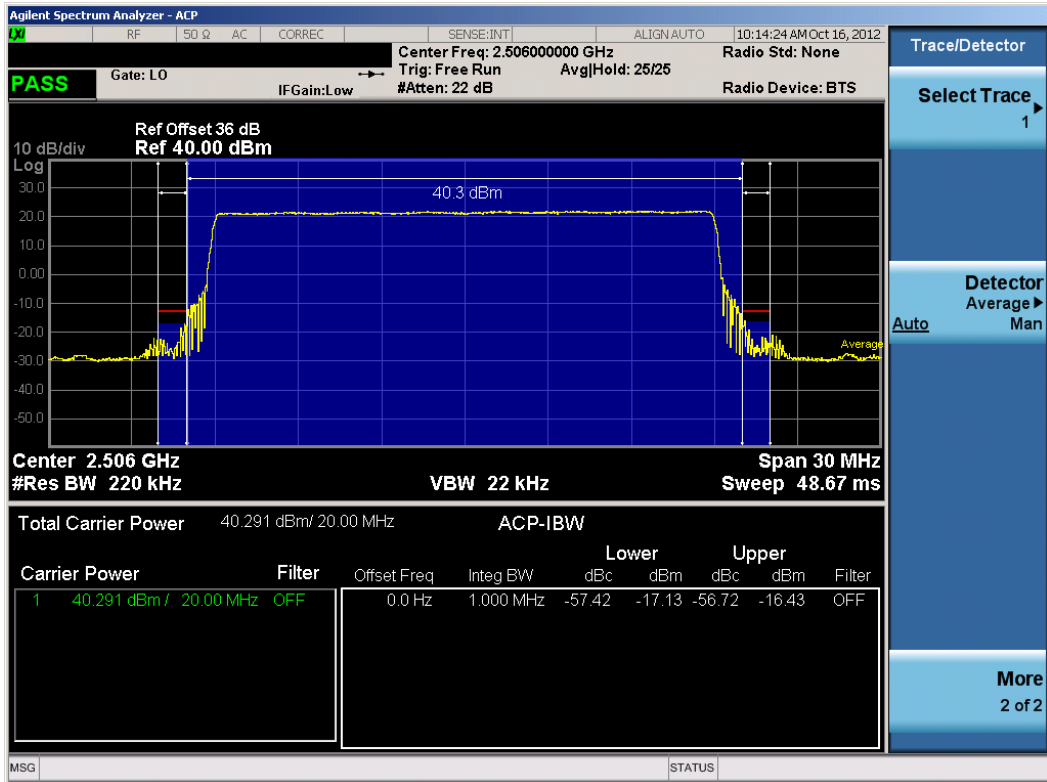 Agilent Spectrum Analyzer - ACP
LXI RF 50 Ω AC CORREC SENSE:INT ALIGN AUTO 10:14:24 AM Oct 16, 2012
Center Freq: 2.506000000 GHz Radio Std: None
Gate: LO Trig: Free Run Avg|Hold: 25/25
PASS IFGain:Low #Atten: 22 dB Radio Device: BTS
Ref Offset 36 dB
10 dB/div Ref 40.00 dBm
Log
30.0
40.3 dBm
20.0
10.0
0.00
-10.0
-20.0
Average
-30.0
-40.0
-50.0
Center 2.506 GHz Span 30 MHz
#Res BW 220 kHz VBW 22 kHz Sweep 48.67 ms
Total Carrier Power 40.291 dBm/ 20.00 MHz ACP-IBW
Lower Upper
Carrier Power Filter Offset Freq Integ BW dBc dBm dBc dBm Filter
1 40.291 dBm / 20.00 MHz OFF 0.0 Hz 1.000 MHz -57.42 -17.13 -56.72 -16.43 OFF
MSG STATUS
Trace/Detector
Select Trace
1
Detector
Average
Auto Man
More
2 of 2